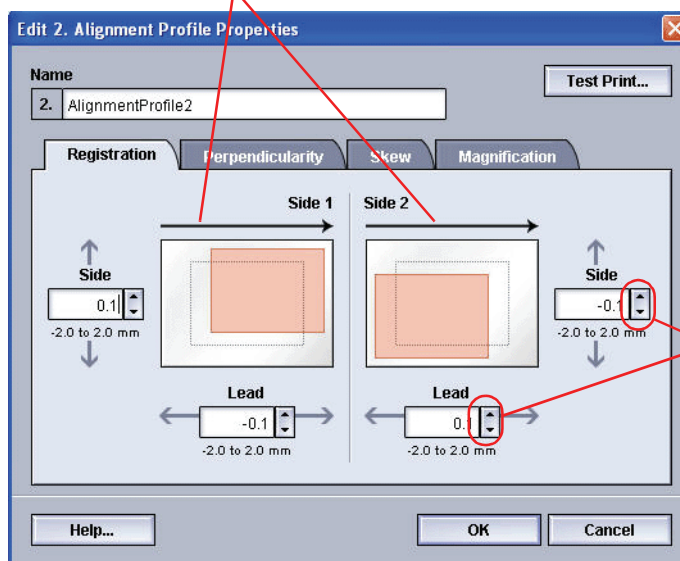 Edit 2. Alignment Profile Properties
Name
2. AlignmentProfile2
Test Print...
Registration Perpendicularity Skew Magnification
Side 1 Side 2
Side
0.1
-2.0 to 2.0 mm
Side
-0.1
-2.0 to 2.0 mm
Lead
-0.1
-2.0 to 2.0 mm
Lead
0.1
-2.0 to 2.0 mm
Help... OK Cancel